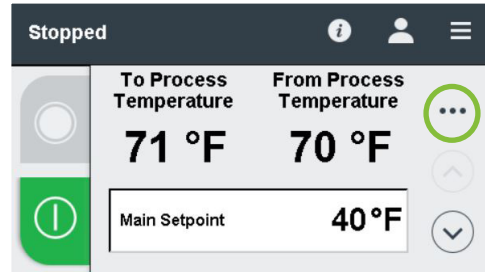 Stopped
To Process Temperature
From Process Temperature
71 °F
70 °F
Main Setpoint
40°F